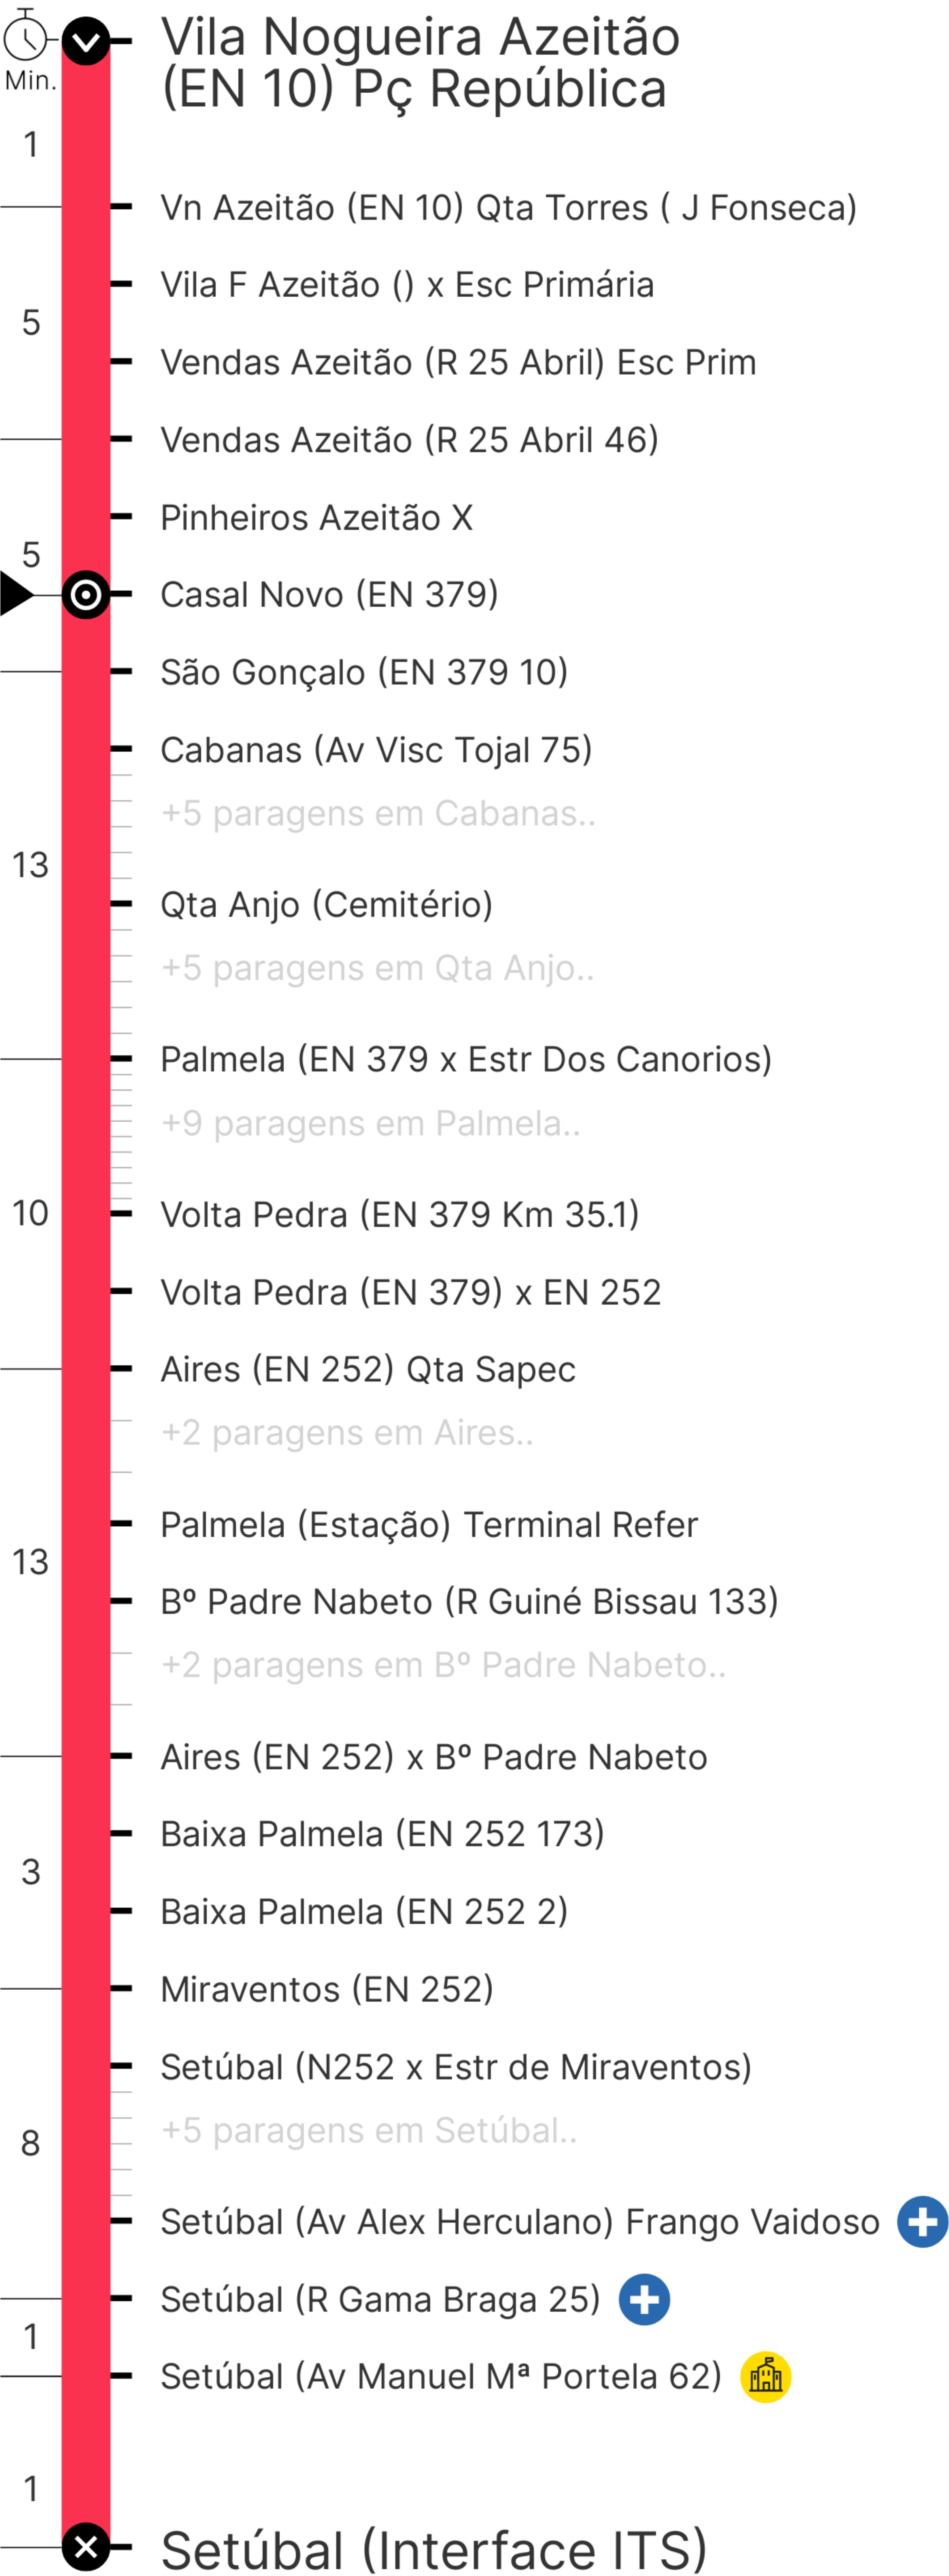 Min.
Vila Nogueira Azeitão
(EN 10) Pç República
1
Vn Azeitão (EN 10) Qta Torres ( J Fonseca)
Vila F Azeitão () x Esc Primária
5
Vendas Azeitão (R 25 Abril) Esc Prim
Vendas Azeitão (R 25 Abril 46)
Pinheiros Azeitão X
5
Casal Novo (EN 379)
São Gonçalo (EN 379 10)
Cabanas (Av Visc Tojal 75)
+5 paragens em Cabanas..
13
Qta Anjo (Cemitério)
+5 paragens em Qta Anjo..
Palmela (EN 379 x Estr Dos Canorios)
+9 paragens em Palmela..
10
Volta Pedra (EN 379 Km 35.1)
Volta Pedra (EN 379) x EN 252
Aires (EN 252) Qta Sapec
+2 paragens em Aires..
Palmela (Estação) Terminal Refer
13
Bº Padre Nabeto (R Guiné Bissau 133)
+2 paragens em Bº Padre Nabeto..
Aires (EN 252) x Bº Padre Nabeto
Baixa Palmela (EN 252 173)
3
Baixa Palmela (EN 252 2)
Miraventos (EN 252)
Setúbal (N252 x Estr de Miraventos)
+5 paragens em Setúbal..
8
Setúbal (Av Alex Herculano) Frango Vaidoso
Setúbal (R Gama Braga 25)
1
Setúbal (Av Manuel Mª Portela 62)
1
Setúbal (Interface ITS)